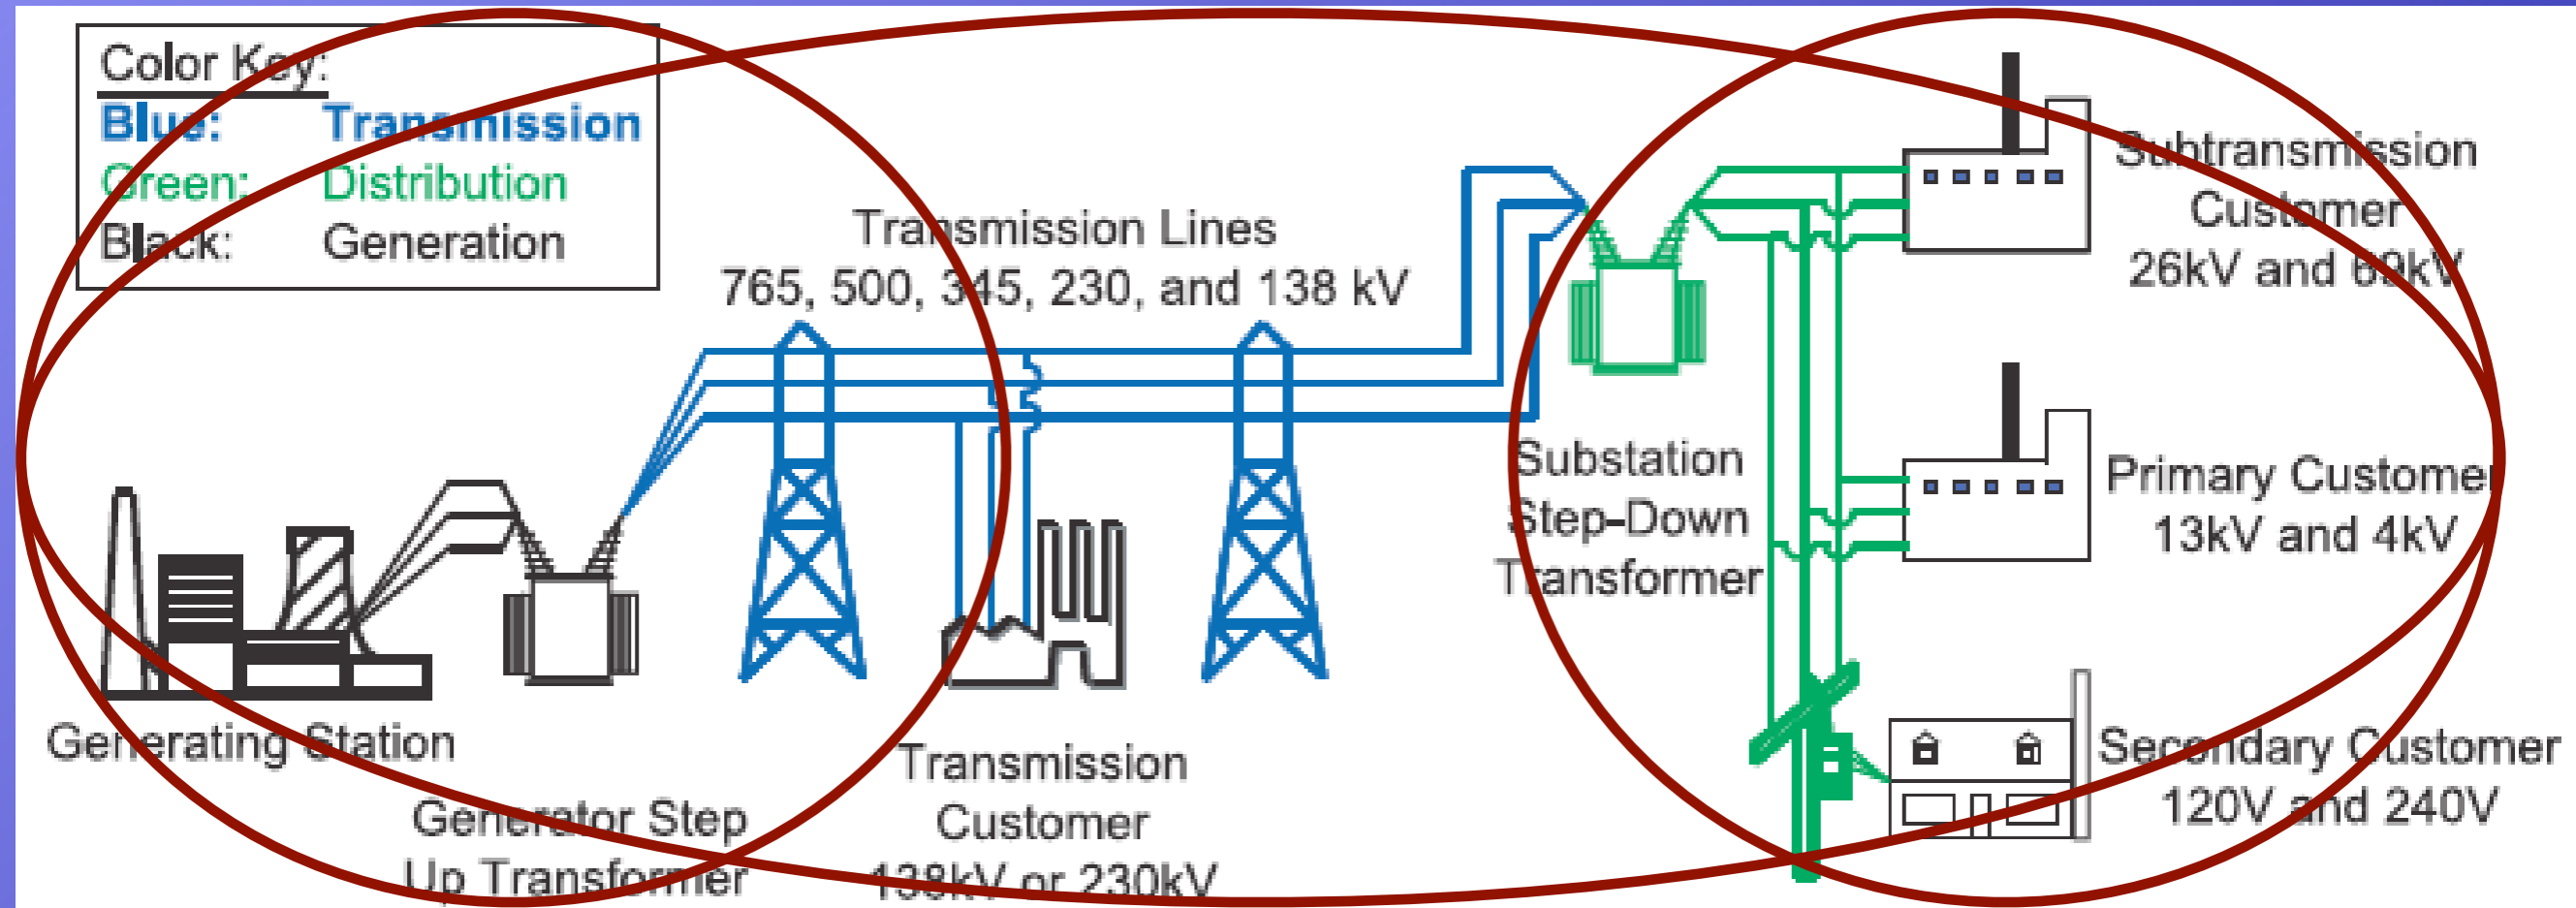 Color Key:
Blue: Transmission
Green: Distribution
Black: Generation
Transmission Lines
765, 500, 345, 230, and 138 kV
Subtransmission
Customer
26kV and 69kV
Substation
Step-Down
Transformer
Primary Customer
13kV and 4kV
Generating Station
Generator Step
Up Transformer
Transmission
Customer
138kV or 230kV
Secondary Customer
120V and 240V